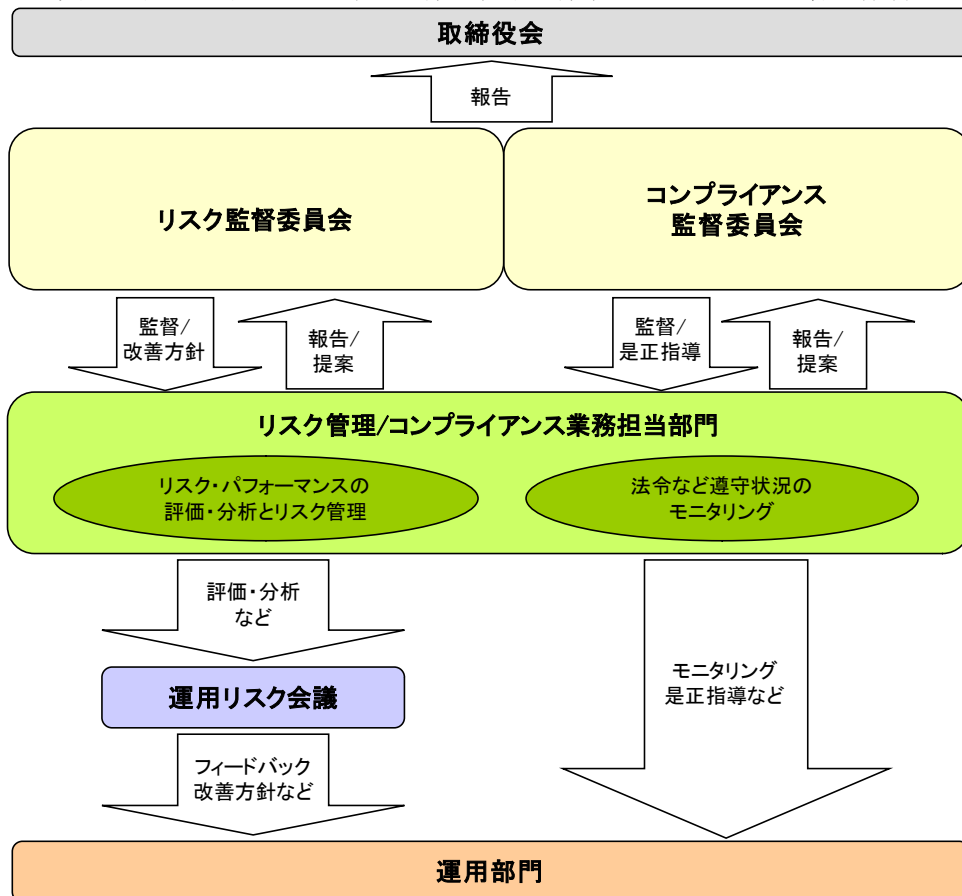 取締役会
報告
リスク監督委員会
コンプライアンス
監督委員会
監督/
改善方針
報告/
提案
監督/
是正指導
報告/
提案
リスク管理/コンプライアンス業務担当部門
リスク・パフォーマンスの
評価・分析とリスク管理
法令など遵守状況の
モニタリング
評価・分析
など
運用リスク会議
モニタリング
是正指導など
フィードバック
改善方針など
運用部門